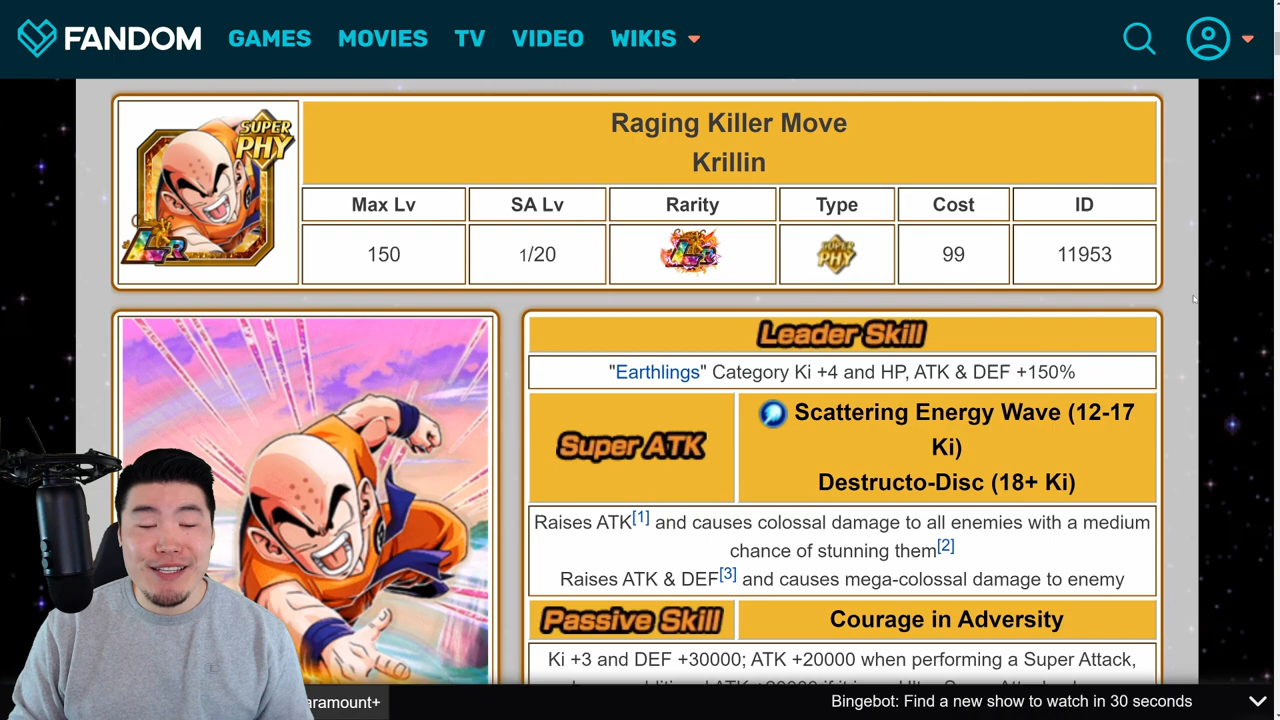 FANDOM GAMES MOVIES TV VIDEO WIKIS
SUPER
PHY
LR
Raging Killer Move
Krillin
Max Lv SA Lv Rarity Type Cost ID
150 1/20 LR SUPER PHY 99 11953
Leader Skill
"Earthlings" Category Ki +4 and HP, ATK & DEF +150%
Super ATK
Scattering Energy Wave (12-17
Ki)
Destructo-Disc (18+ Ki)
Raises ATK[1] and causes colossal damage to all enemies with a medium
chance of stunning them[2]
Raises ATK & DEF[3] and causes mega-colossal damage to enemy
Passive Skill
Courage in Adversity
Ki +3 and DEF +30000; ATK +20000 when performing a Super Attack,
aramount+
Bingebot: Find a new show to watch in 30 seconds